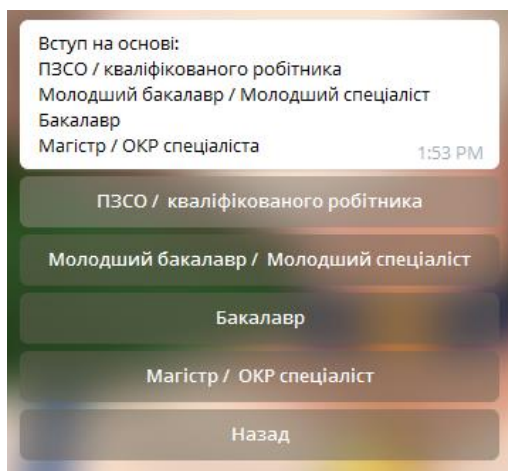 Вступ на основі:
ПЗСО / кваліфікованого робітника
Молодший бакалавр / Молодший спеціаліст
Бакалавр
Магістр / ОКР спеціаліста
1:53 PM
ПЗСО / кваліфікованого робітника
Молодший бакалавр / Молодший спеціаліст
Бакалавр
Магістр / ОКР спеціаліст
Назад